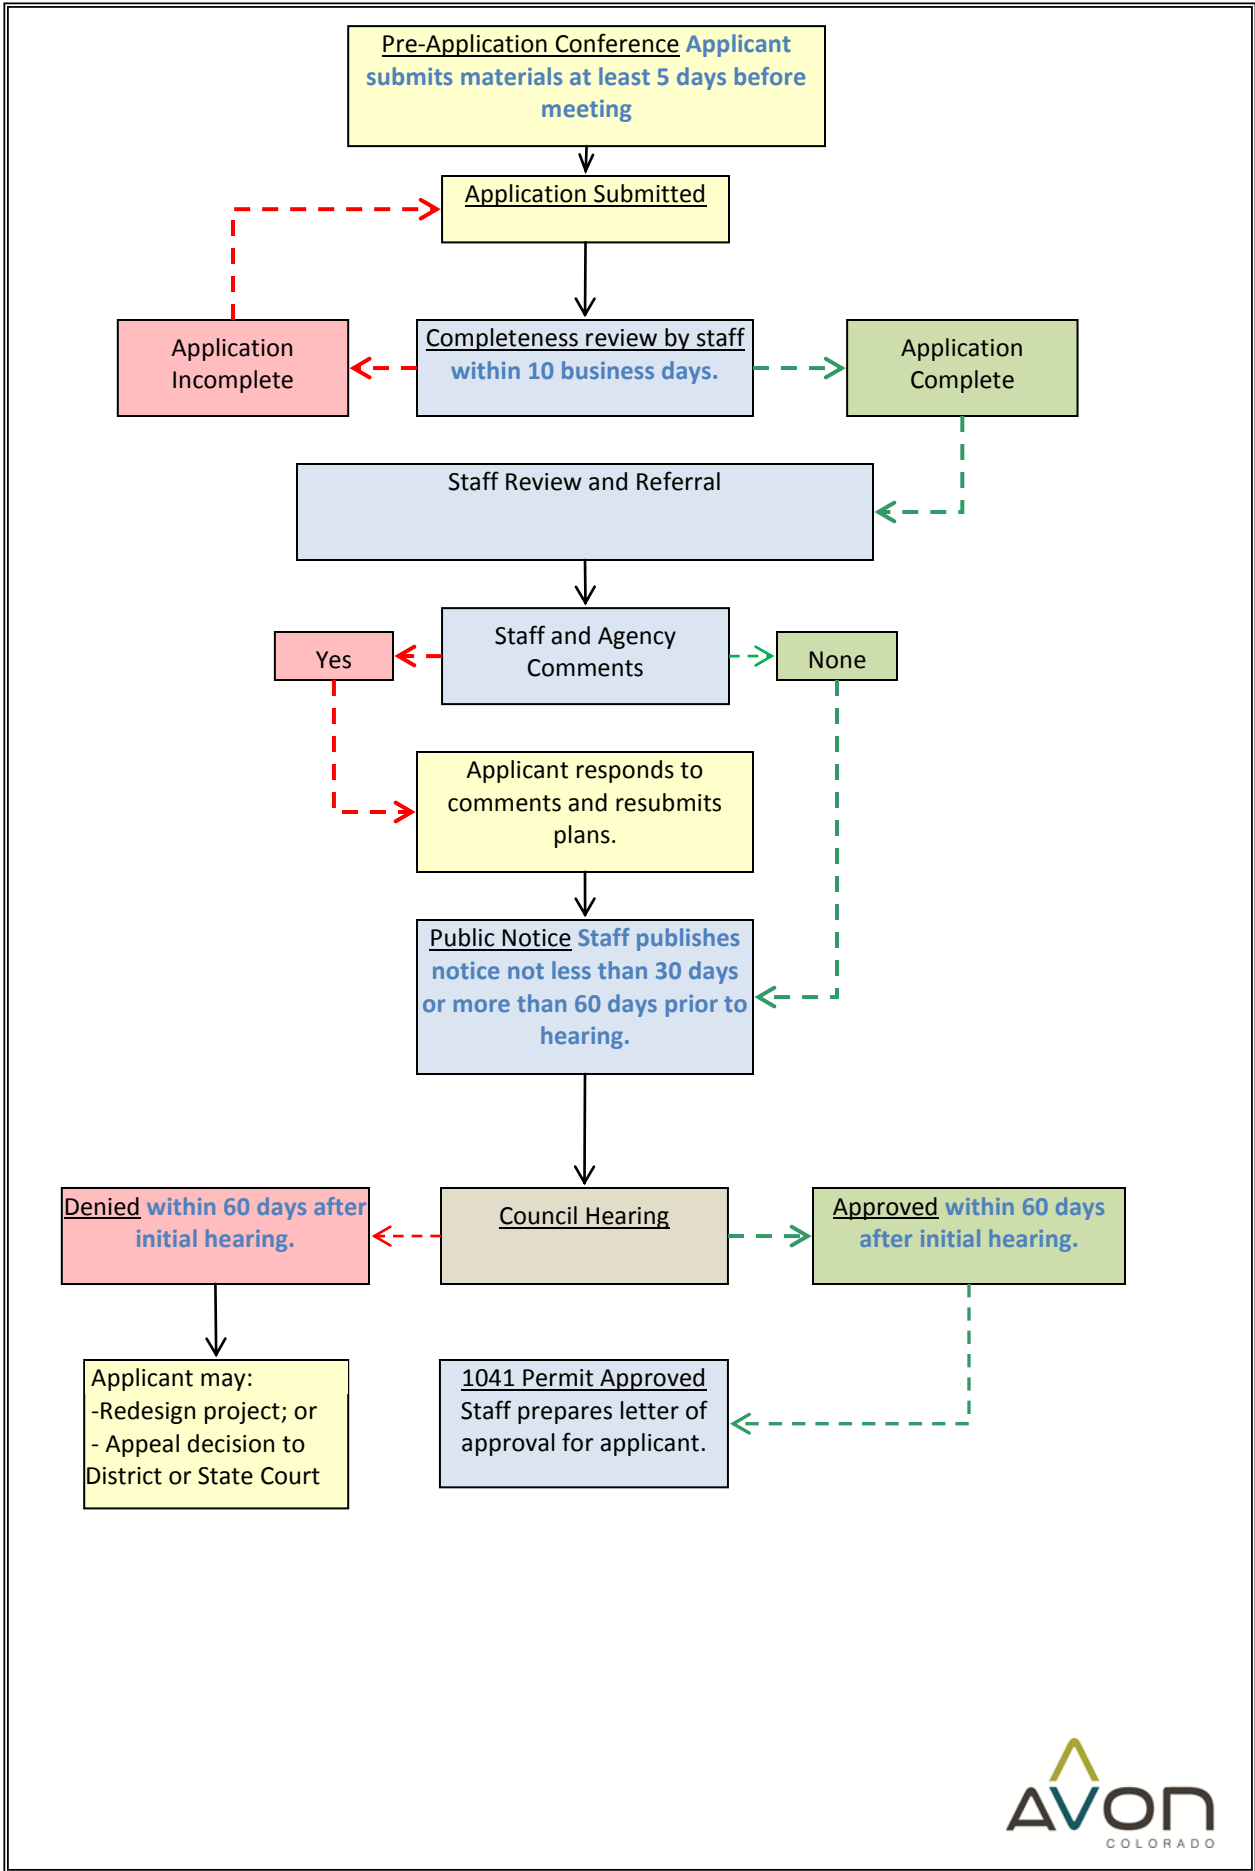 Pre-Application Conference Applicant
submits materials at least 5 days before
meeting
Application Submitted
Application
Incomplete
Completeness review by staff
within 10 business days.
Application
Complete
Staff Review and Referral
Yes
Staff and Agency
Comments
None
Applicant responds to
comments and resubmits
plans.
Public Notice Staff publishes
notice not less than 30 days
or more than 60 days prior to
hearing.
Denied within 60 days after
initial hearing.
Council Hearing
Approved within 60 days
after initial hearing.
Applicant may:
-Redesign project; or
- Appeal decision to
District or State Court
1041 Permit Approved
Staff prepares letter of
approval for applicant.
AVon
COLORADO